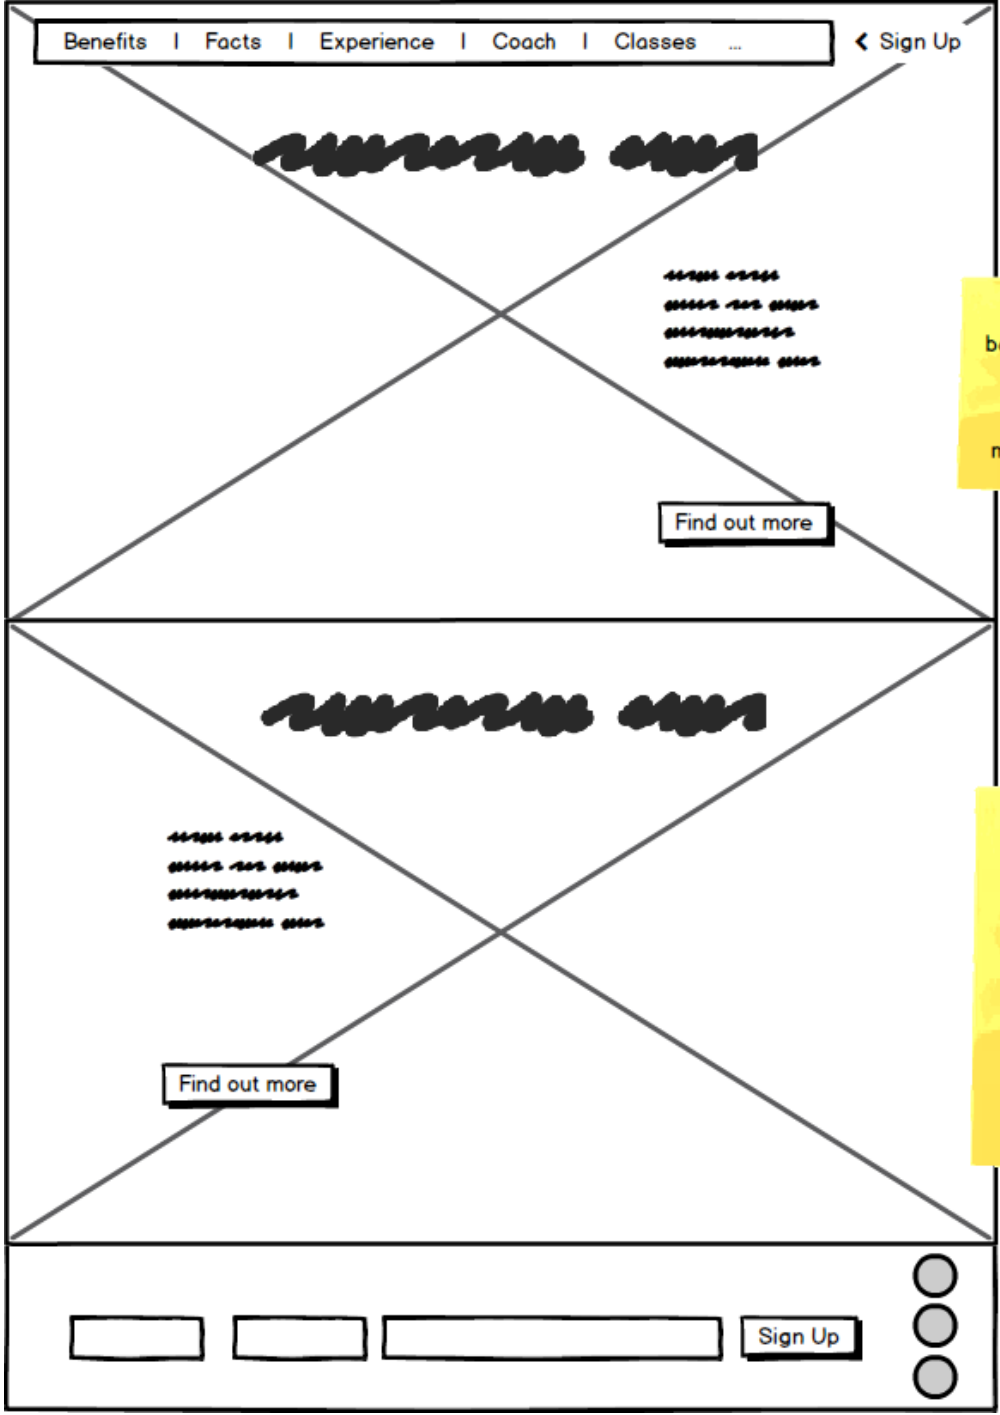 Benefits | Facts | Experience | Coach | Classes ...
Sign Up
Find out more
Find out more
Sign Up